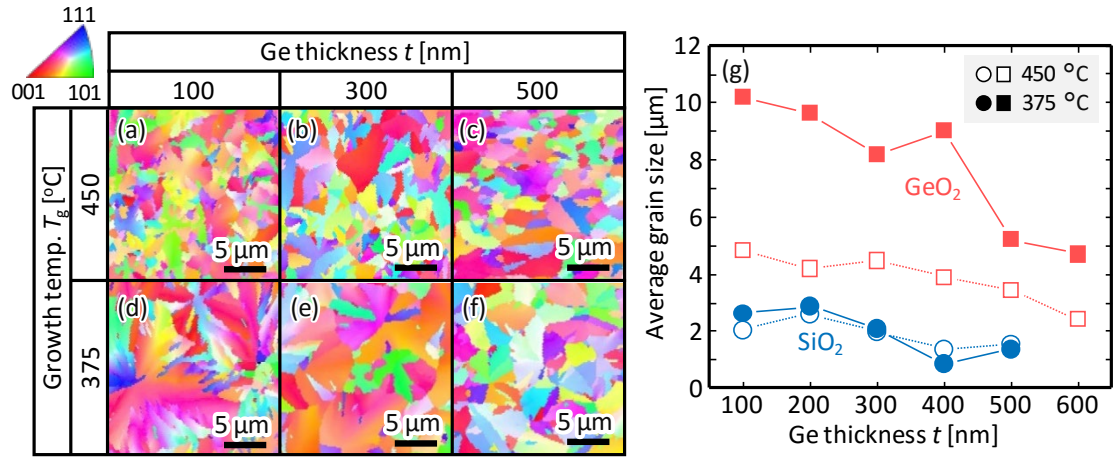 111
001 101
Ge thickness t [nm]
100 300 500
Growth temp. Tg [°C]
450
(a) (b) (c)
5 µm 5 µm 5 µm
375
(d) (e) (f)
5 µm 5 µm 5 µm
(g)
450 °C
375 °C
GeO₂
SiO₂
Average grain size [µm]
12
10
8
6
4
2
0
100 200 300 400 500 600
Ge thickness t [nm]